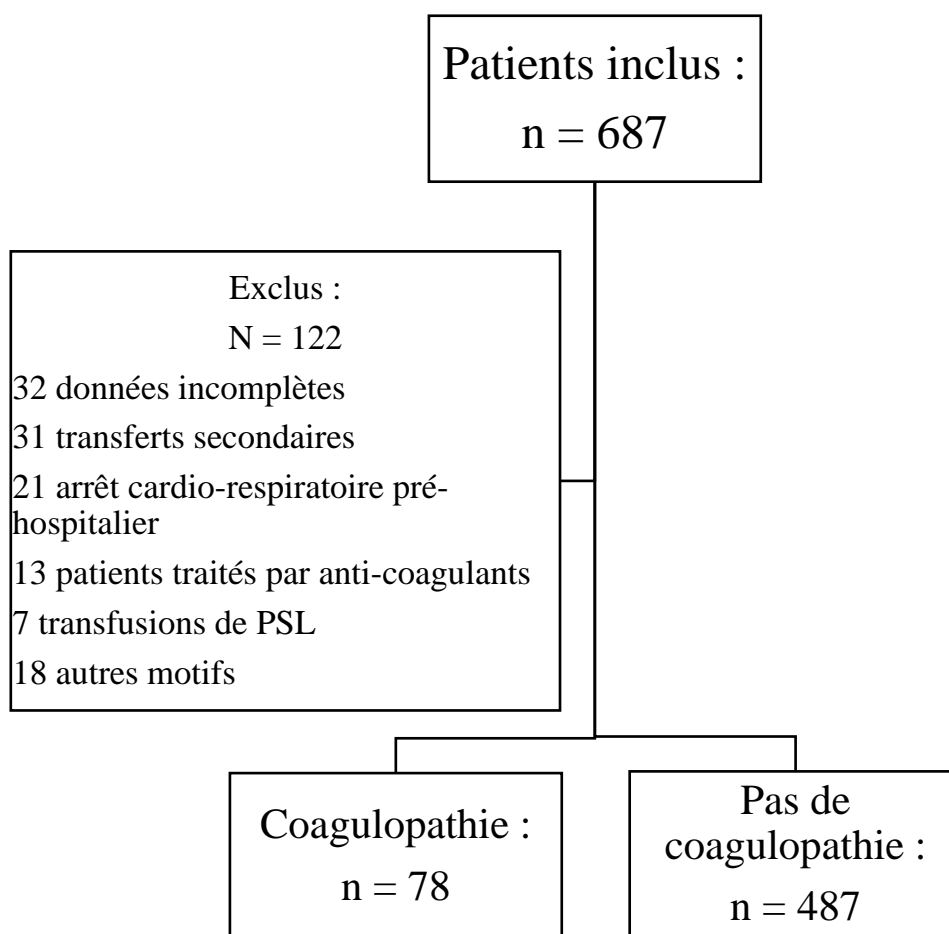 Patients inclus :
n = 687
Exclus :
N = 122
32 données incomplètes
31 transferts secondaires
21 arrêt cardio-respiratoire pré-
hospitalier
13 patients traités par anti-coagulants
7 transfusions de PSL
18 autres motifs
Coagulopathie :
n = 78
Pas de
coagulopathie :
n = 487